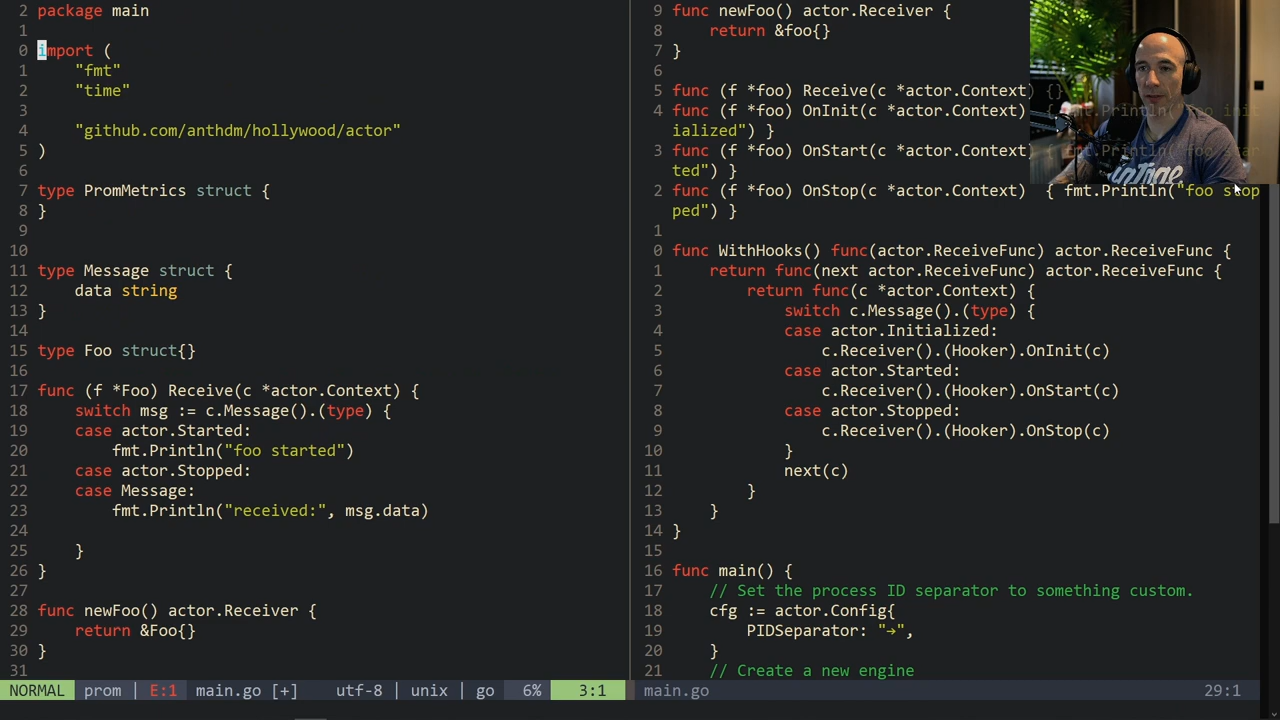 2 package main
1
0 import (
1 "fmt"
2 "time"
3
4 "github.com/anthdm/hollywood/actor"
5 )
6
7 type PromMetrics struct {
8 }
9
10
11 type Message struct {
12 data string
13 }
14
15 type Foo struct{}
16
17 func (f *Foo) Receive(c *actor.Context) {
18 switch msg := c.Message().(type) {
19 case actor.Started:
20 fmt.Println("foo started")
21 case actor.Stopped:
22 case Message:
23 fmt.Println("received:", msg.data)
24
25 }
26 }
27
28 func newFoo() actor.Receiver {
29 return &Foo{}
30 }
31
NORMAL prom | E:1 main.go [+] utf-8 | unix | go 6% 3:1
9 func newFoo() actor.Receiver {
8 return &foo{}
7 }
6
5 func (f *foo) Receive(c *actor.Context) {}
4 func (f *foo) OnInit(c *actor.Context) { fmt.Println("foo init
ialized") }
3 func (f *foo) OnStart(c *actor.Context) { fmt.Println("foo star
ted") }
2 func (f *foo) OnStop(c *actor.Context) { fmt.Println("foo stop
ped") }
1
0 func WithHooks() func(actor.ReceiveFunc) actor.ReceiveFunc {
1 return func(next actor.ReceiveFunc) actor.ReceiveFunc {
2 return func(c *actor.Context) {
3 switch c.Message().(type) {
4 case actor.Initialized:
5 c.Receiver().(Hooker).OnInit(c)
6 case actor.Started:
7 c.Receiver().(Hooker).OnStart(c)
8 case actor.Stopped:
9 c.Receiver().(Hooker).OnStop(c)
10 }
11 next(c)
12 }
13 }
14 }
15
16 func main() {
17 // Set the process ID separator to something custom.
18 cfg := actor.Config{
19 PIDSeparator: "→",
20 }
21 // Create a new engine
main.go 29:1